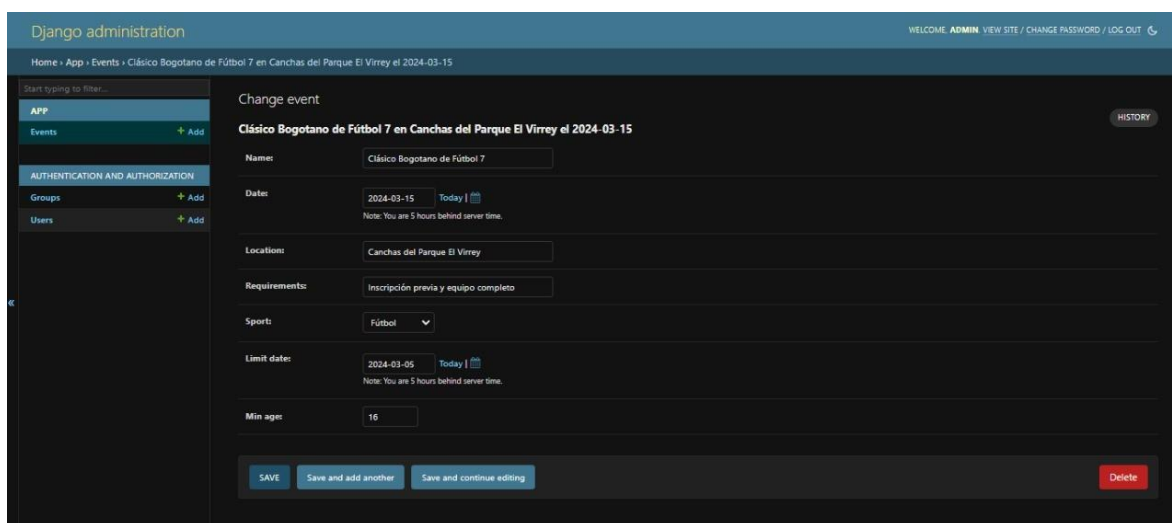 Django administration
WELCOME, ADMIN. VIEW SITE / CHANGE PASSWORD / LOG OUT
Home › App › Events › Clásico Bogotano de Fútbol 7 en Canchas del Parque El Virrey el 2024-03-15
Start typing to filter...
APP
Events + Add
AUTHENTICATION AND AUTHORIZATION
Groups + Add
Users + Add
«
Change event
HISTORY
Clásico Bogotano de Fútbol 7 en Canchas del Parque El Virrey el 2024-03-15
Name: Clásico Bogotano de Fútbol 7
Date: 2024-03-15 Today |
Note: You are 5 hours behind server time.
Location: Canchas del Parque El Virrey
Requirements: Inscripción previa y equipo completo
Sport: Fútbol
Limit date: 2024-03-05 Today |
Note: You are 5 hours behind server time.
Min age: 16
SAVE Save and add another Save and continue editing Delete